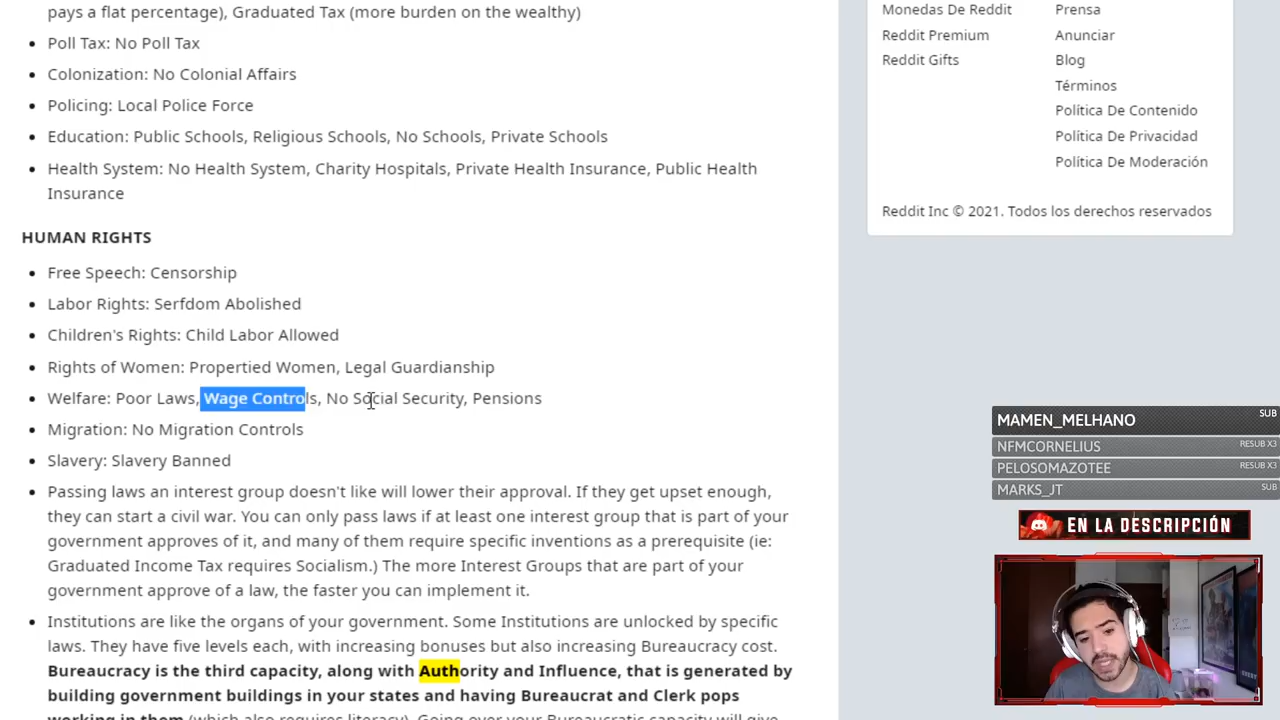 pays a flat percentage), Graduated Tax (more burden on the wealthy)
Poll Tax: No Poll Tax
Colonization: No Colonial Affairs
Policing: Local Police Force
Education: Public Schools, Religious Schools, No Schools, Private Schools
Health System: No Health System, Charity Hospitals, Private Health Insurance, Public Health
Insurance
HUMAN RIGHTS
Free Speech: Censorship
Labor Rights: Serfdom Abolished
Children's Rights: Child Labor Allowed
Rights of Women: Propertied Women, Legal Guardianship
Welfare: Poor Laws, Wage Controls, No Social Security, Pensions
Migration: No Migration Controls
Slavery: Slavery Banned
Passing laws an interest group doesn't like will lower their approval. If they get upset enough,
they can start a civil war. You can only pass laws if at least one interest group that is part of your
government approves of it, and many of them require specific inventions as a prerequisite (ie:
Graduated Income Tax requires Socialism.) The more Interest Groups that are part of your
government approve of a law, the faster you can implement it.
Institutions are like the organs of your government. Some Institutions are unlocked by specific
laws. They have five levels each, with increasing bonuses but also increasing Bureaucracy cost.
Bureaucracy is the third capacity, along with Authority and Influence, that is generated by
building government buildings in your states and having Bureaucrat and Clerk pops
working in them (which also requires literacy). Going over your Bureaucratic capacity will give
Monedas De Reddit
Reddit Premium
Reddit Gifts
Prensa
Anunciar
Blog
Términos
Política De Contenido
Política De Privacidad
Política De Moderación
Reddit Inc © 2021. Todos los derechos reservados
MAMEN_MELHANO SUB
NFMCORNELIUS RESUB X3
PELOSOMAZOTEE RESUB X3
MARKS_JT SUB
EN LA DESCRIPCIÓN